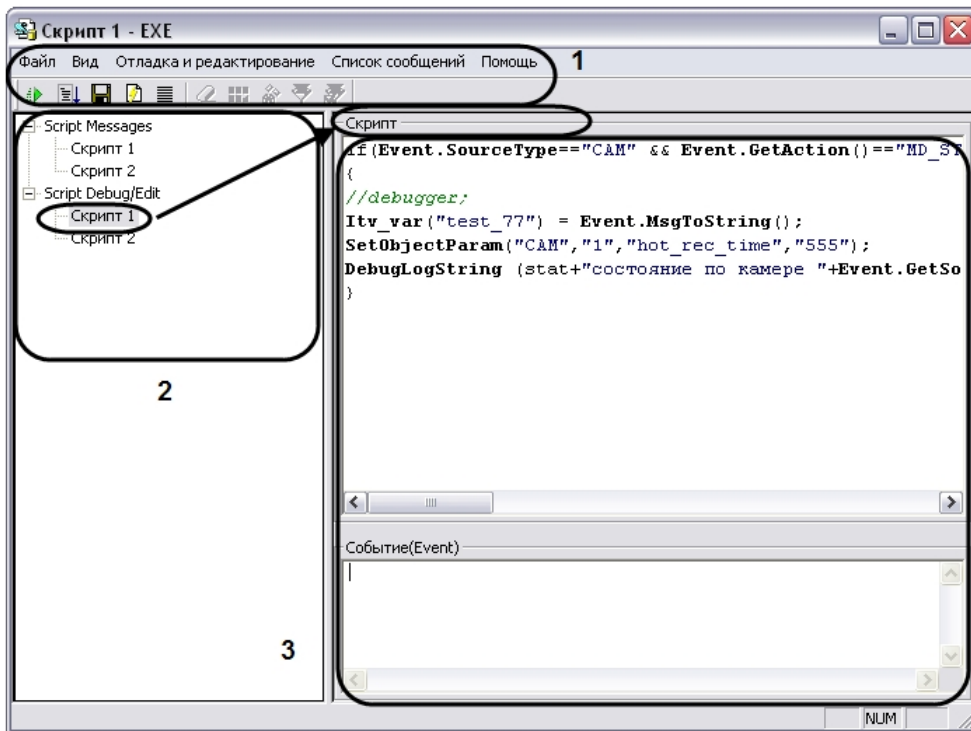 Скрипт 1 - EXE
Файл Вид Отладка и редактирование Список сообщений Помощь
1
Script Messages
Скрипт 1
Скрипт 2
Script Debug/Edit
Скрипт 1
Скрипт 2
2
3
Скрипт
If(Event.SourceType=="CAM" && Event.GetAction()=="MD_ST
{
//debugger;
Itv_var("test_77") = Event.MsgToString();
SetObjectParam("CAM","1","hot_rec_time","555");
DebugLogString (stat+"состояние по камере "+Event.GetSo
}
Событие(Event)
NUM